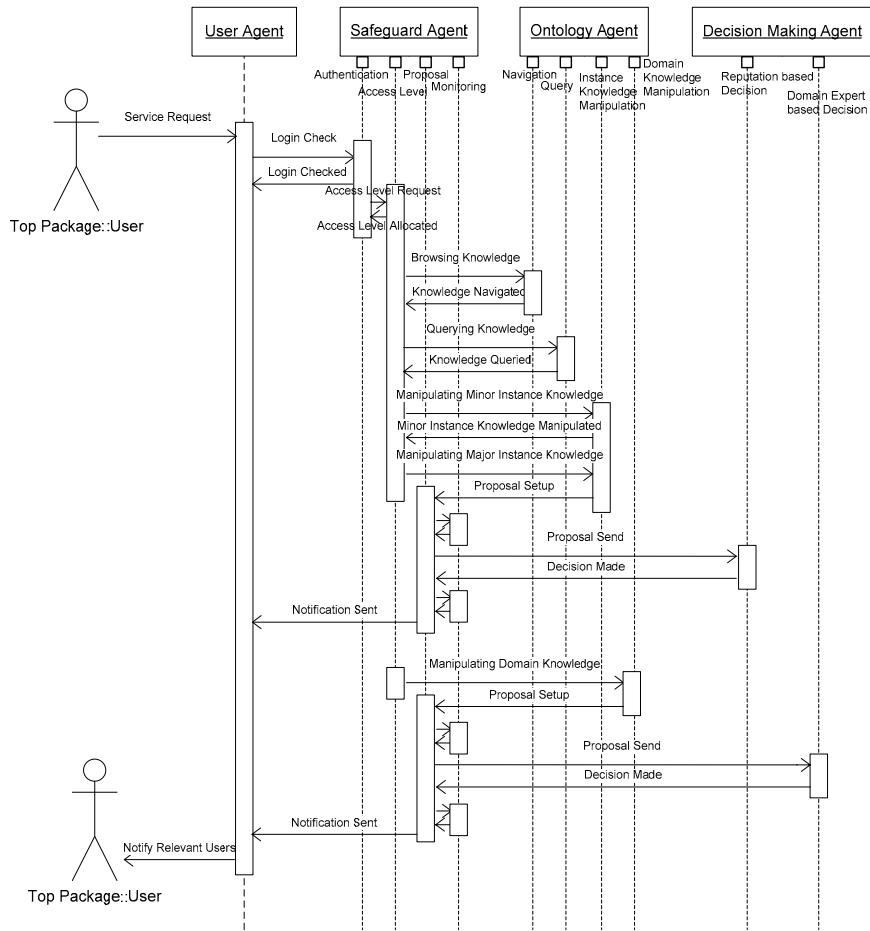 User Agent
Safeguard Agent
Ontology Agent
Decision Making Agent
Authentication
Access Level
Proposal
Monitoring
Navigation
Query
Instance
Knowledge
Manipulation
Domain
Knowledge
Manipulation
Reputation based
Decision
Domain Expert
based Decision
Service Request
Top Package::User
Login Check
Login Checked
Access Level Request
Access Level Allocated
Browsing Knowledge
Knowledge Navigated
Querying Knowledge
Knowledge Queried
Manipulating Minor Instance Knowledge
Minor Instance Knowledge Manipulated
Manipulating Major Instance Knowledge
Proposal Setup
Proposal Send
Decision Made
Notification Sent
Manipulating Domain Knowledge
Proposal Setup
Proposal Send
Decision Made
Notification Sent
Notify Relevant Users
Top Package::User